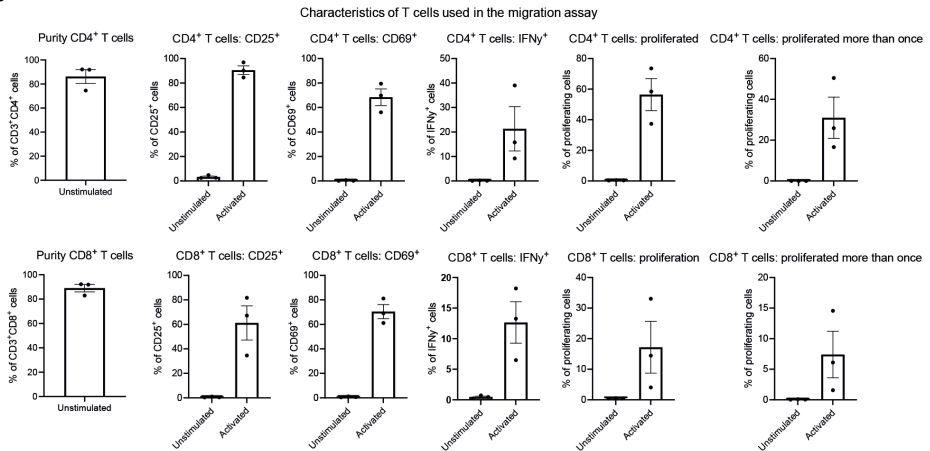 Characteristics of T cells used in the migration assay
Purity CD4⁺ T cells
% of CD3⁺CD4⁺ cells
100
80
60
40
20
0
Unstimulated
CD4⁺ T cells: CD25⁺
% of CD25⁺ cells
100
80
60
40
20
0
Unstimulated
Activated
CD4⁺ T cells: CD69⁺
% of CD69⁺ cells
100
80
60
40
20
0
Unstimulated
Activated
CD4⁺ T cells: IFNy⁺
% of IFNy⁺ cells
50
40
30
20
10
0
Unstimulated
Activated
CD4⁺ T cells: proliferated
% of proliferating cells
80
60
40
20
0
Unstimulated
Activated
CD4⁺ T cells: proliferated more than once
% of proliferating cells
60
40
20
0
Unstimulated
Activated
Purity CD8⁺ T cells
% of CD3⁺CD8⁺ cells
100
80
60
40
20
0
Unstimulated
CD8⁺ T cells: CD25⁺
% of CD25⁺ cells
100
80
60
40
20
0
Unstimulated
Activated
CD8⁺ T cells: CD69⁺
% of CD69⁺ cells
100
80
60
40
20
0
Unstimulated
Activated
CD8⁺ T cells: IFNy⁺
% of IFNy⁺ cells
20
15
10
5
0
Unstimulated
Activated
CD8⁺ T cells: proliferation
% of proliferating cells
40
30
20
10
0
Unstimulated
Activated
CD8⁺ T cells: proliferated more than once
% of proliferating cells
20
15
10
5
0
Unstimulated
Activated